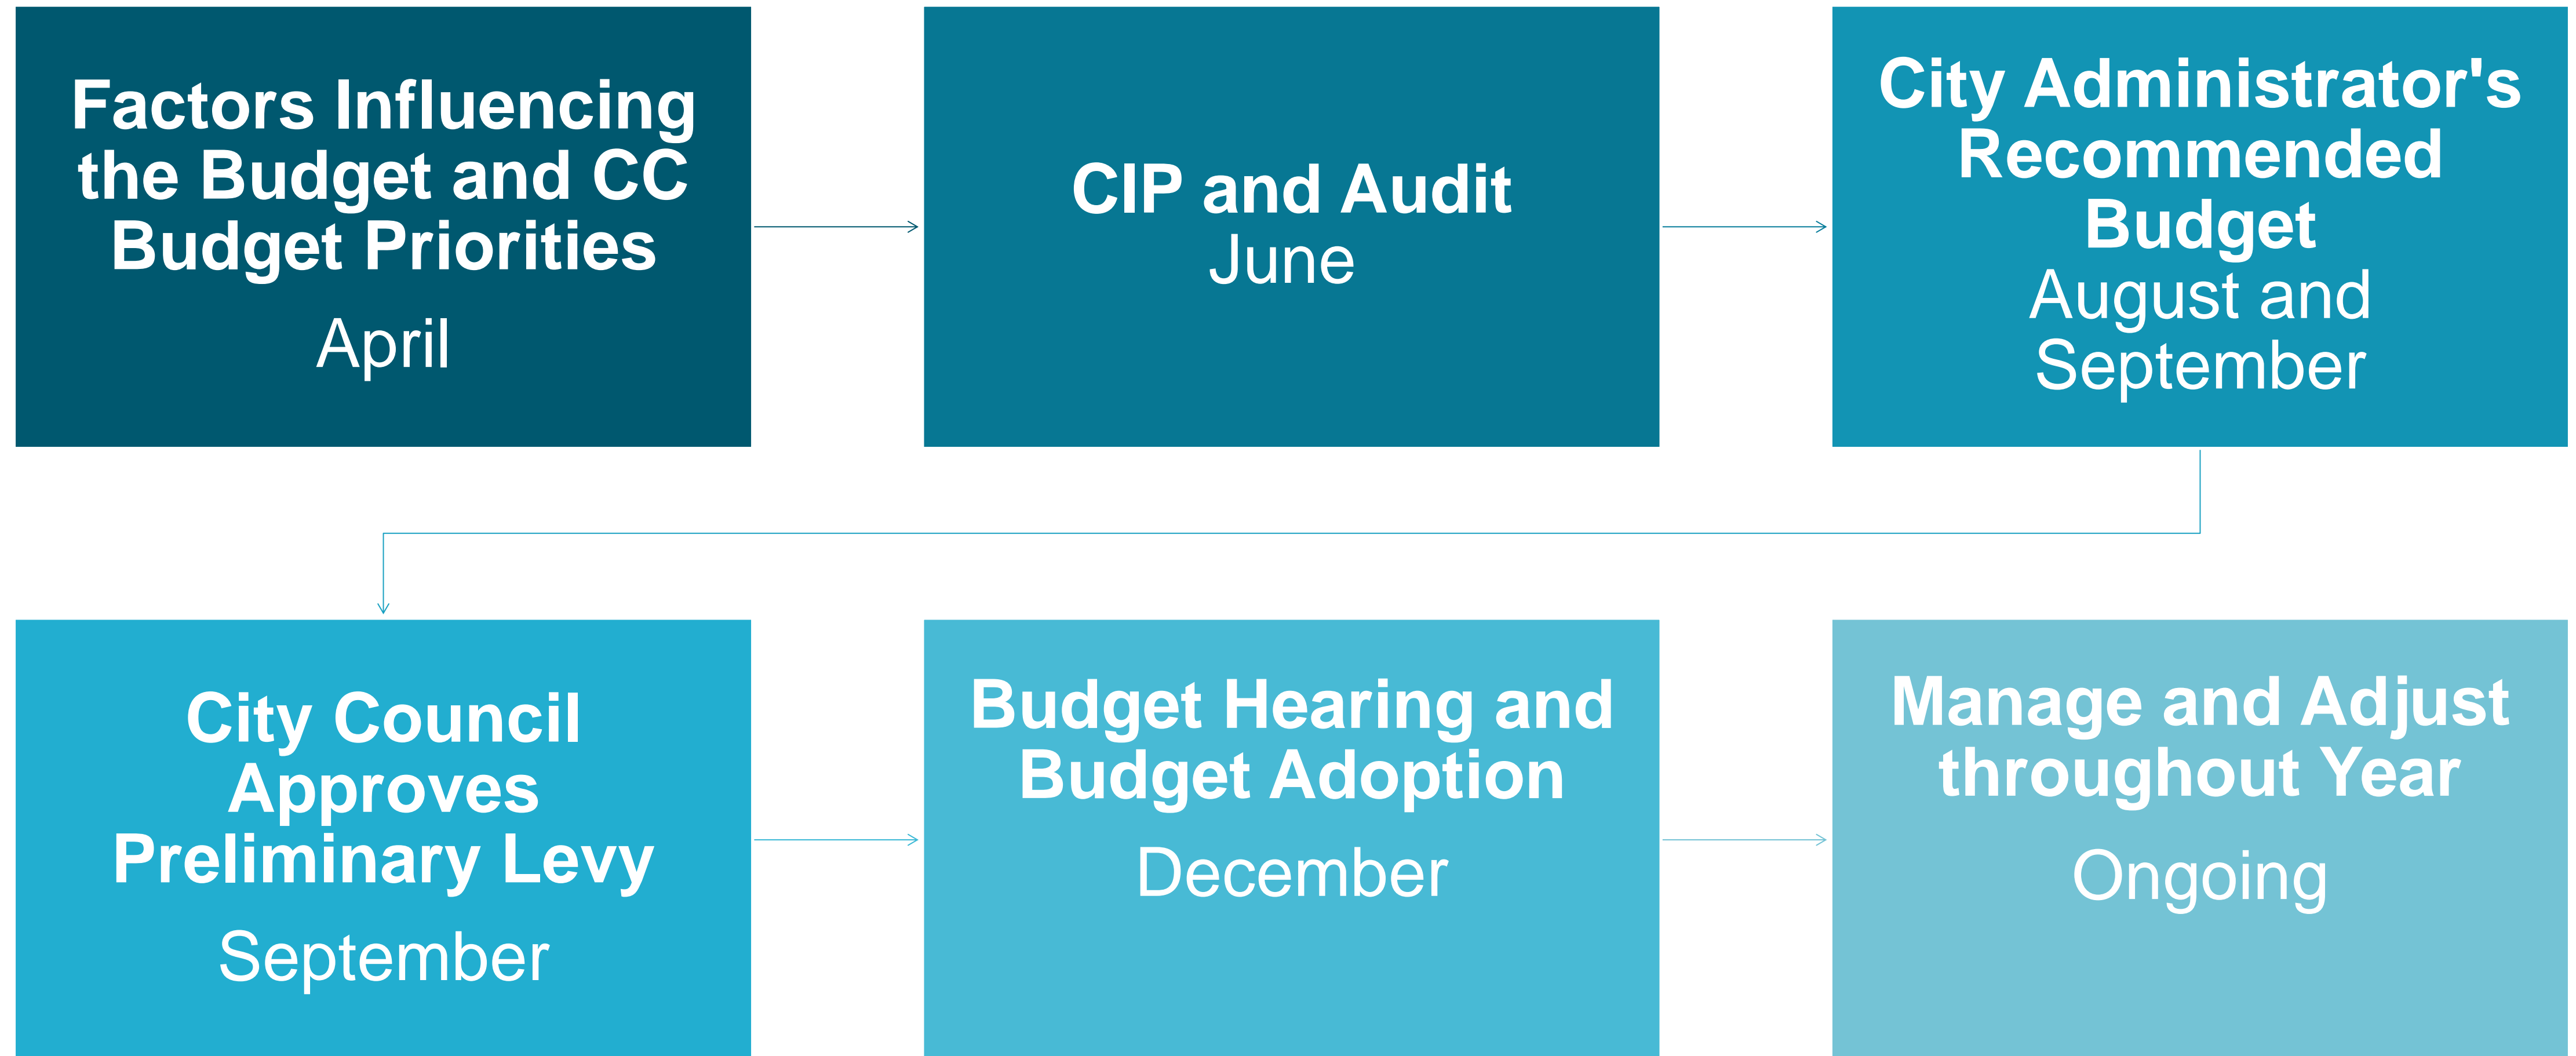 Factors Influencing
the Budget and CC
Budget Priorities
April
CIP and Audit
June
City Administrator's
Recommended
Budget
August and
September
City Council
Approves
Preliminary Levy
September
Budget Hearing and
Budget Adoption
December
Manage and Adjust
throughout Year
Ongoing